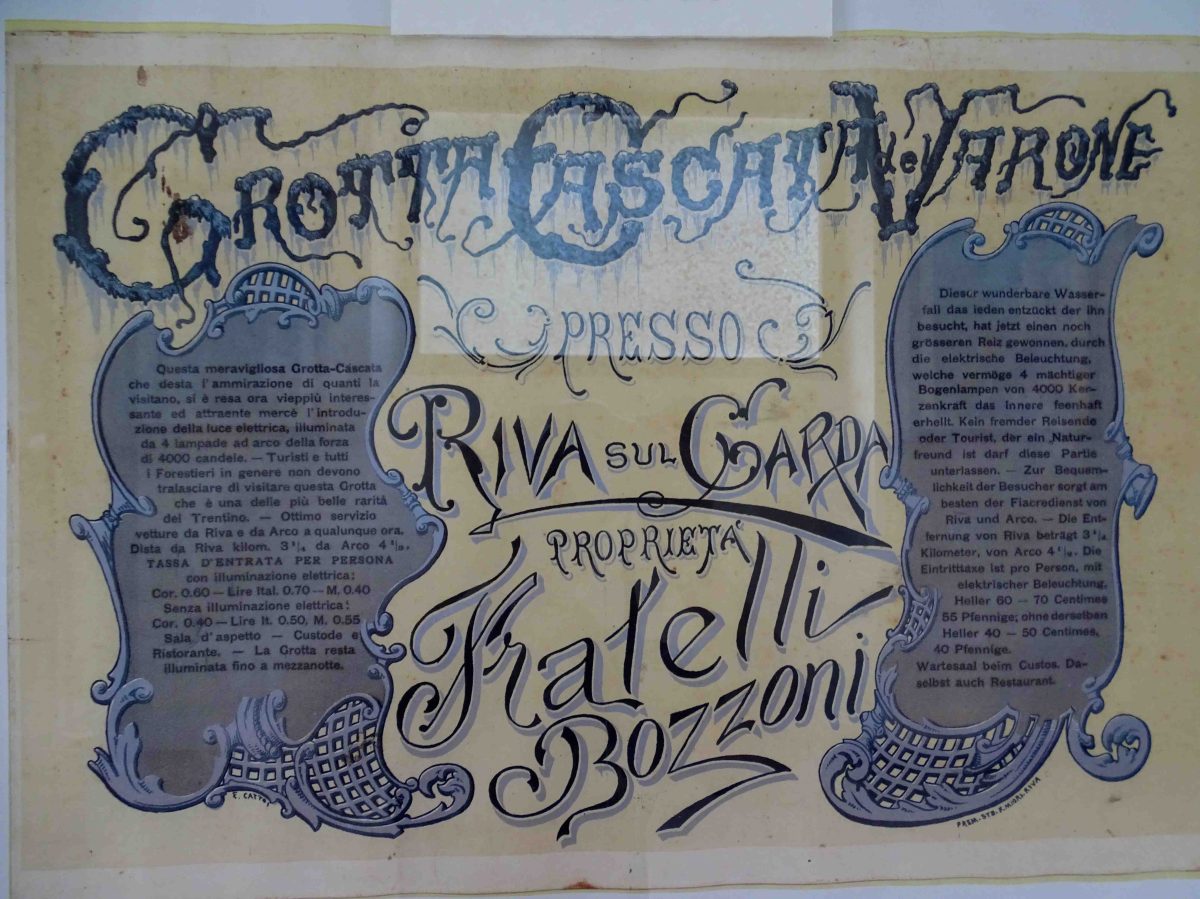 GROTTA CASCATA del VARONE
PRESSO
RIVA SUL GARDA
PROPRIETÀ
Fratelli
Bozzoni
Questa meravigliosa Grotta-Cascata
che desta l'ammirazione di quanti la
visitano, si è resa ora vieppiù interes-
sante ed attraente mercè l'introdu-
zione della luce elettrica, illuminata
da 4 lampade ad arco della forza
di 4000 candele. — Turisti e tutti
i Forestieri in genere non devono
tralasciare di visitare questa Grotta
che è una delle più belle rarità
del Trentino. — Ottimo servizio
vetture da Riva e da Arco a qualunque ora.
Dista da Riva kilom. 3 da Arco 4
TASSA D'ENTRATA PER PERSONA
con illuminazione elettrica:
Cor. 0.60 — Lire Ital. 0.70 — M. 0.40
Senza illuminazione elettrica:
Cor. 0.40 — Lire It. 0.50, M. 0.55
Sala d'aspetto — Custode e
Ristorante. — La Grotta resta
illuminata fino a mezzanotte.
E. CATTOI
Dieser wunderbare Wasser-
fall das ieden entzückt der ihn
besucht, hat jetzt einen noch
grösseren Reiz gewonnen, durch
die elektrische Beleuchtung,
welche vermöge 4 mächtiger
Bogenlampen von 4000 Ker-
zenkraft das innere feenhaft
erhellt. Kein fremder Reisende
oder Tourist, der ein Natur-
freund ist darf diese Partie
unterlassen. — Zur Bequem-
lichkeit der Besucher sorgt am
besten der Fiacredienst von
Riva und Arco. — Die Ent-
fernung von Riva beträgt 3
Kilometer, von Arco 4 Die
Eintrittaxe ist pro Person, mit
elektrischer Beleuchtung,
Heller 60 — 70 Centimes
55 Pfennige; ohne derselben
Heller 40 — 50 Centimes,
40 Pfennige.
Wartesaal beim Custos. Da-
selbst auch Restaurant.
PREM. STB. F. MIORI. RIVA